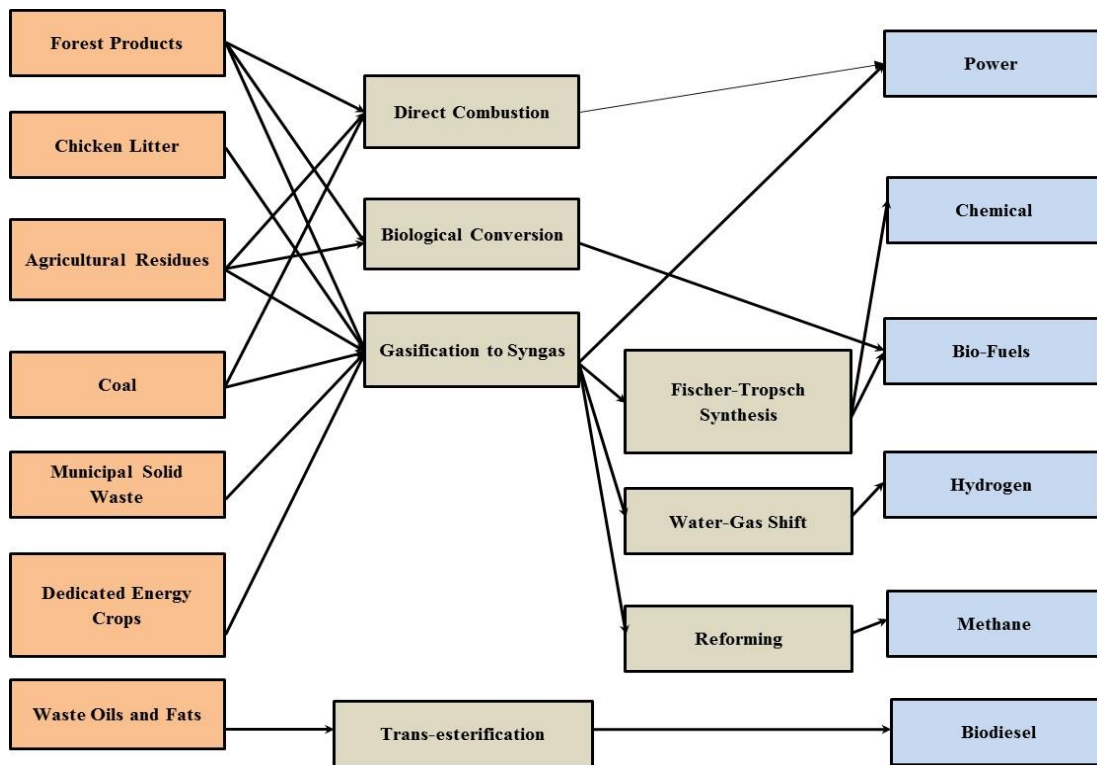 Forest Products
Chicken Litter
Agricultural Residues
Coal
Municipal Solid
Waste
Dedicated Energy
Crops
Waste Oils and Fats
Direct Combustion
Biological Conversion
Gasification to Syngas
Fischer-Tropsch
Synthesis
Water-Gas Shift
Reforming
Trans-esterification
Power
Chemical
Bio-Fuels
Hydrogen
Methane
Biodiesel